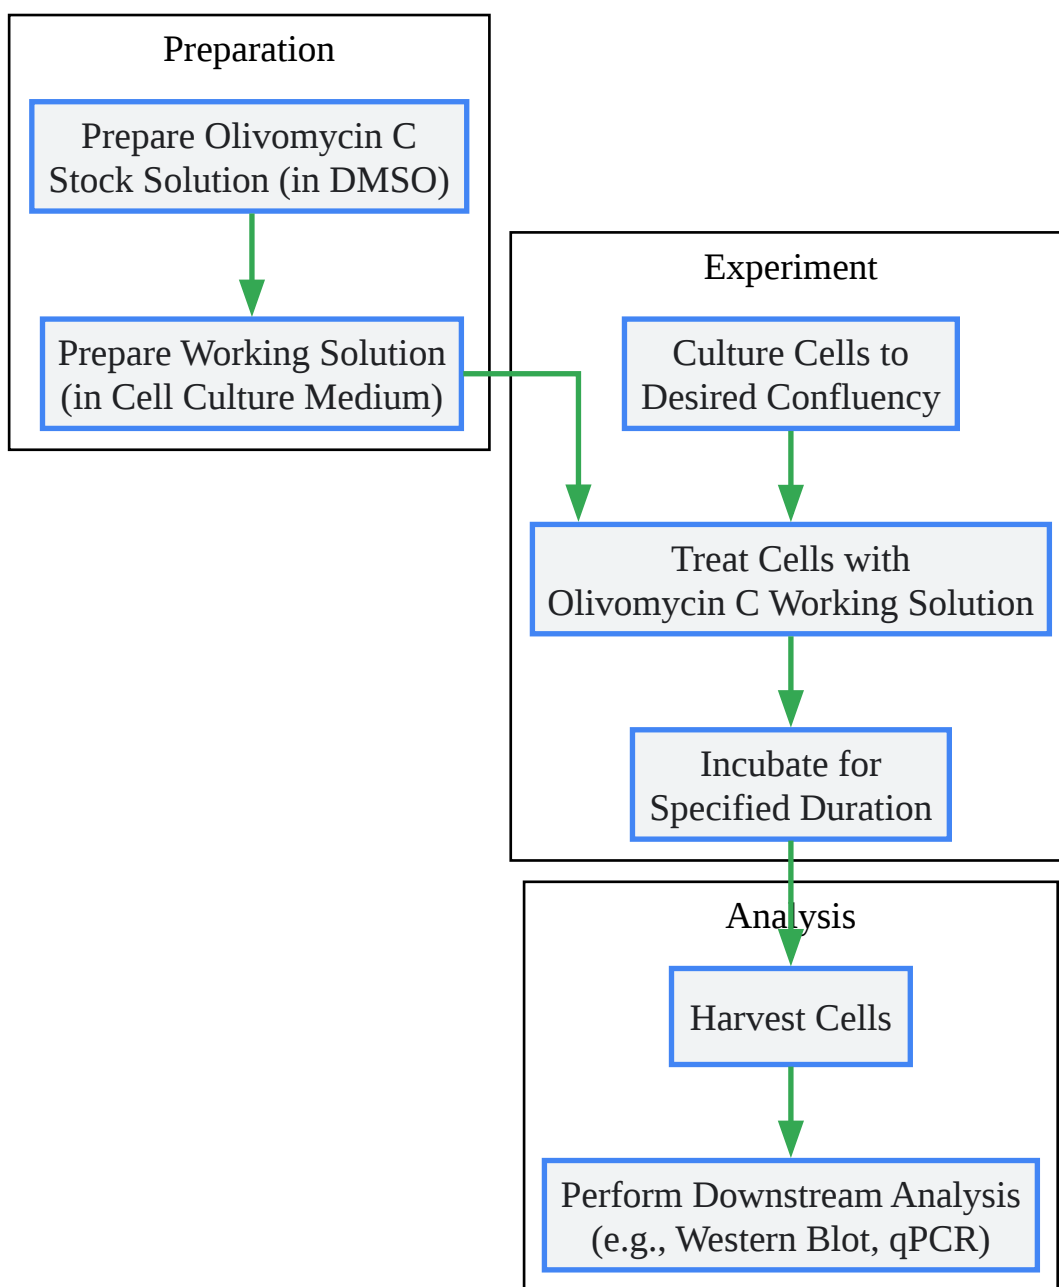 Preparation
Prepare Olivomycin C
Stock Solution (in DMSO)
Prepare Working Solution
(in Cell Culture Medium)
Experiment
Culture Cells to
Desired Confluency
Treat Cells with
Olivomycin C Working Solution
Incubate for
Specified Duration
Analysis
Harvest Cells
Perform Downstream Analysis
(e.g., Western Blot, qPCR)